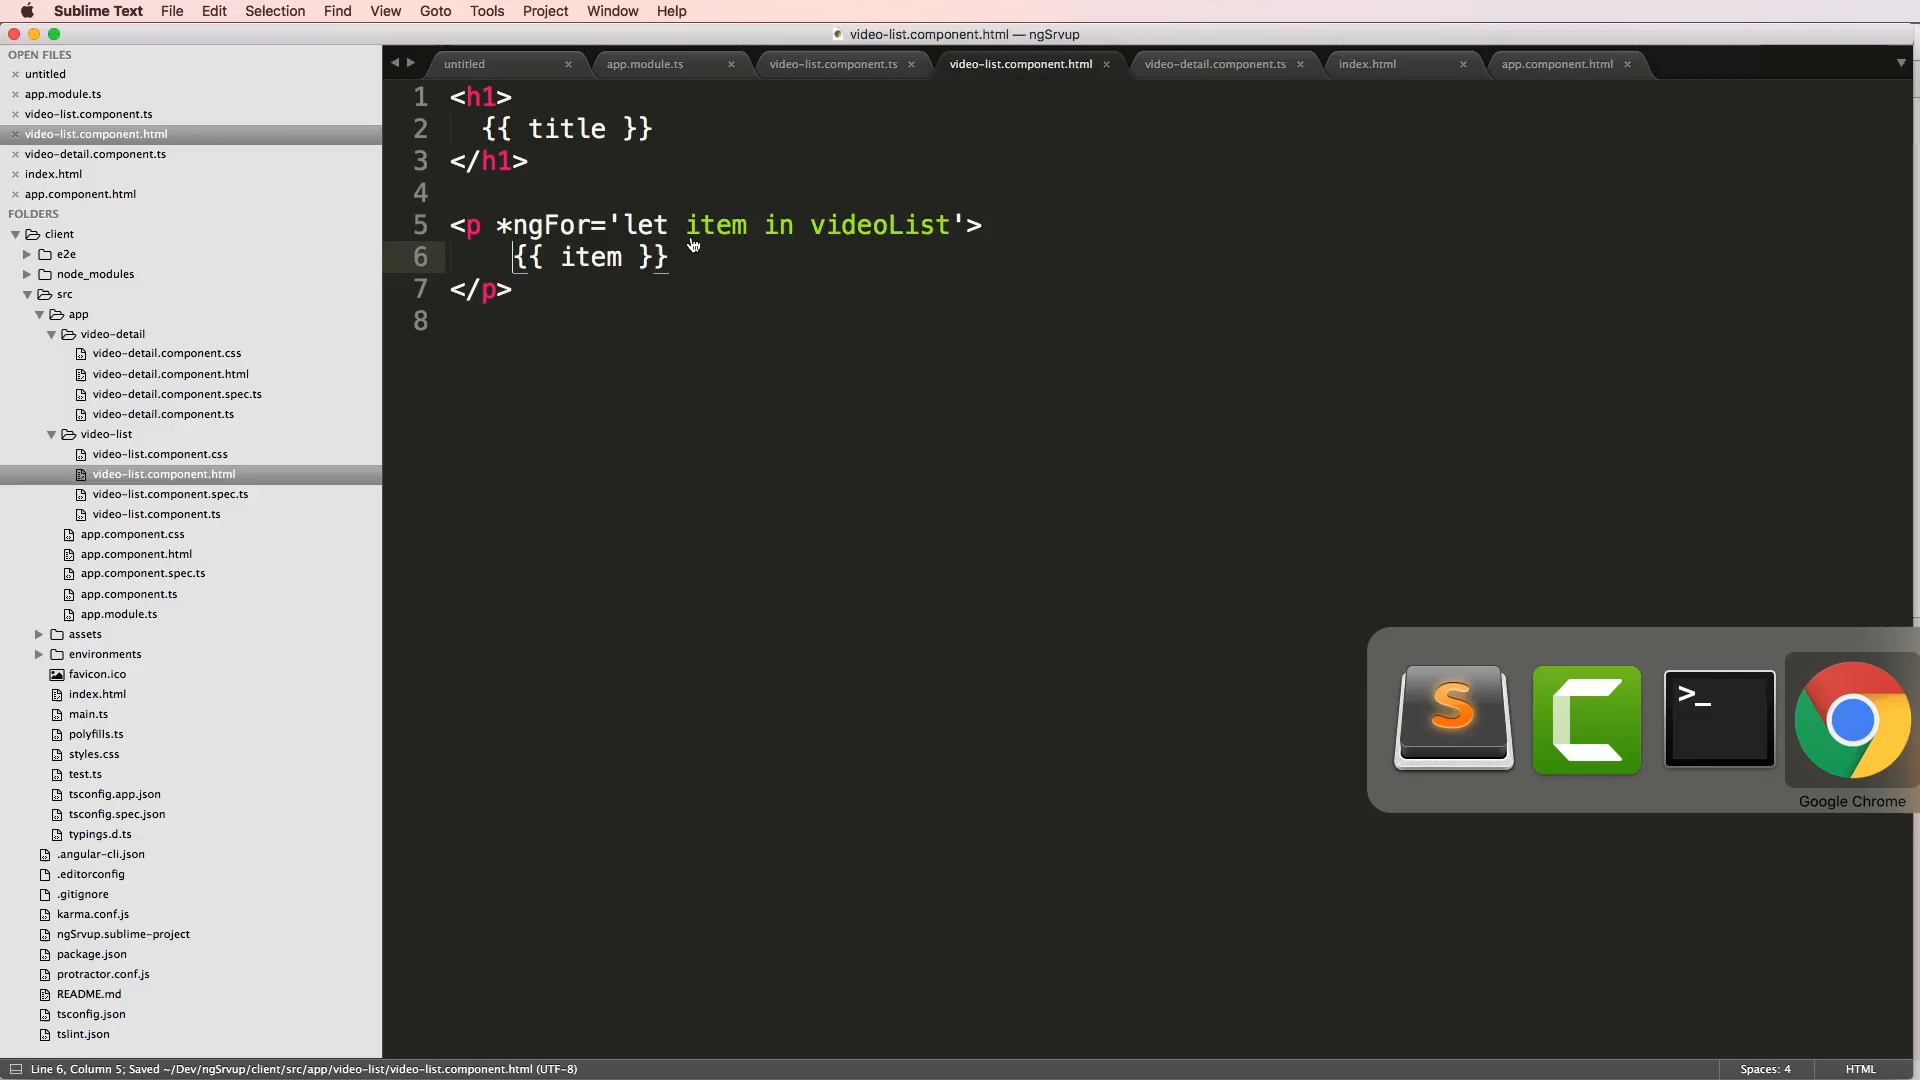 Sublime Text File Edit Selection Find View Goto Tools Project Window Help
video-list.component.html — ngSrvup
OPEN FILES
untitled
app.module.ts
video-list.component.ts
video-list.component.html
video-detail.component.ts
index.html
app.component.html
FOLDERS
client
e2e
node_modules
src
app
video-detail
video-detail.component.css
video-detail.component.html
video-detail.component.spec.ts
video-detail.component.ts
video-list
video-list.component.css
video-list.component.html
video-list.component.spec.ts
video-list.component.ts
app.component.css
app.component.html
app.component.spec.ts
app.component.ts
app.module.ts
assets
environments
favicon.ico
index.html
main.ts
polyfills.ts
styles.css
test.ts
tsconfig.app.json
tsconfig.spec.json
typings.d.ts
.angular-cli.json
.editorconfig
.gitignore
karma.conf.js
ngSrvup.sublime-project
package.json
protractor.conf.js
README.md
tsconfig.json
tslint.json
untitled app.module.ts video-list.component.ts video-list.component.html video-detail.component.ts index.html app.component.html
1 <h1>
2 {{ title }}
3 </h1>
4
5 <p *ngFor='let item in videoList'>
6 {{ item }}
7 </p>
8
S >_
Google Chrome
Line 6, Column 5; Saved ~/Dev/ngSrvup/client/src/app/video-list/video-list.component.html (UTF-8) Spaces: 4 HTML